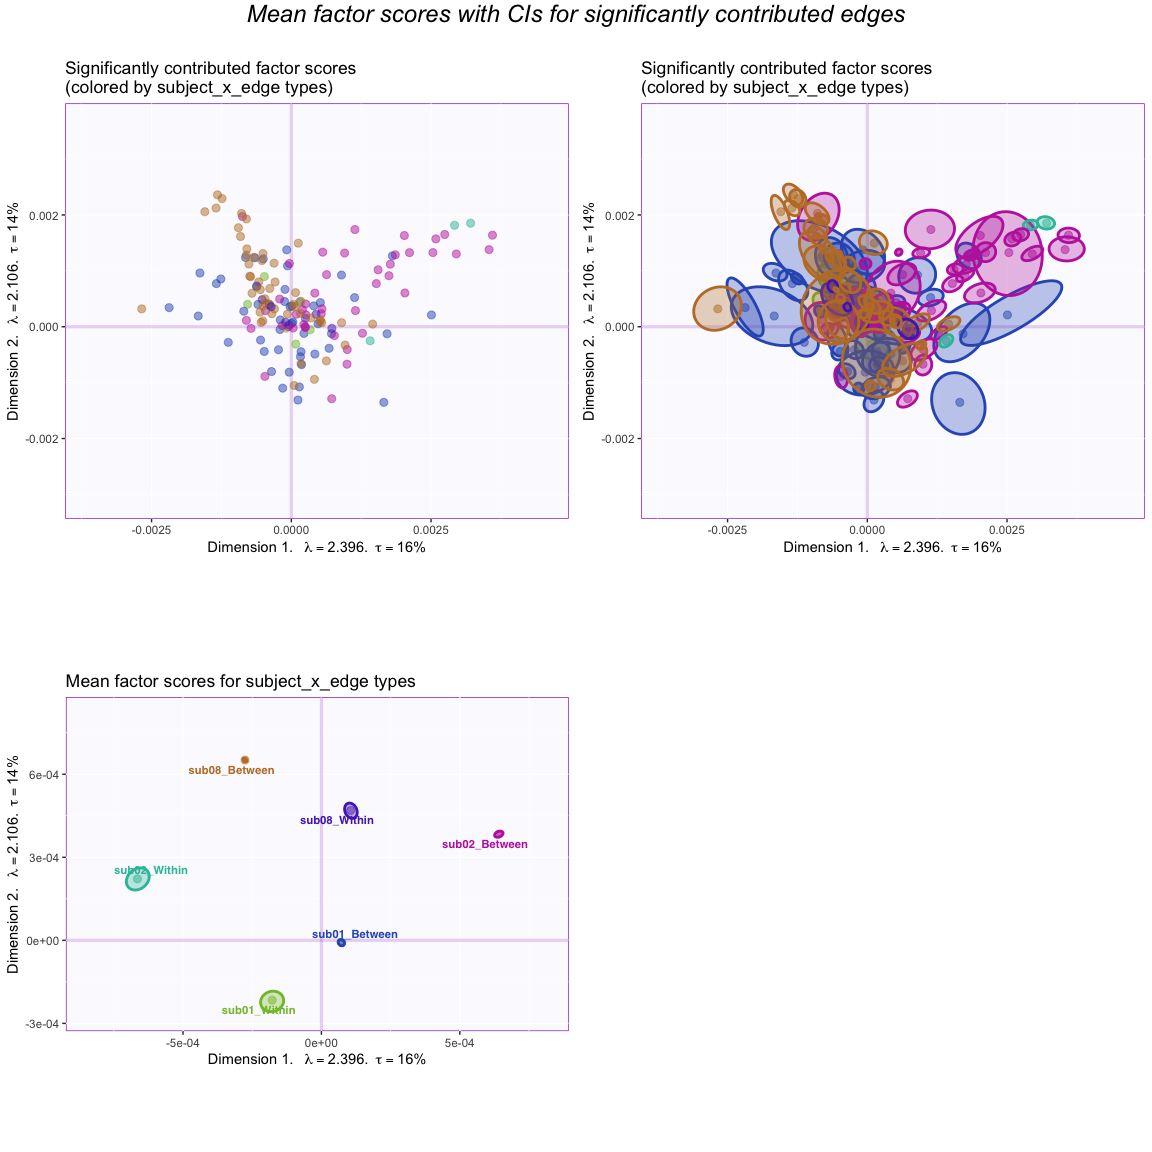 Mean factor scores with CIs for significantly contributed edges
Significantly contributed factor scores
(colored by subject_x_edge types)
Dimension 2.   λ = 2.106.  τ = 14%
0.002
0.000
-0.002
-0.0025
0.0000
0.0025
Dimension 1.   λ = 2.396.  τ = 16%
Significantly contributed factor scores
(colored by subject_x_edge types)
Dimension 2.   λ = 2.106.  τ = 14%
0.002
0.000
-0.002
-0.0025
0.0000
0.0025
Dimension 1.   λ = 2.396.  τ = 16%
Mean factor scores for subject_x_edge types
Dimension 2.   λ = 2.106.  τ = 14%
6e-04
3e-04
0e+00
-3e-04
sub08_Between
sub08_Within
sub02_Between
sub02_Within
sub01_Between
sub01_Within
-5e-04
0e+00
5e-04
Dimension 1.   λ = 2.396.  τ = 16%